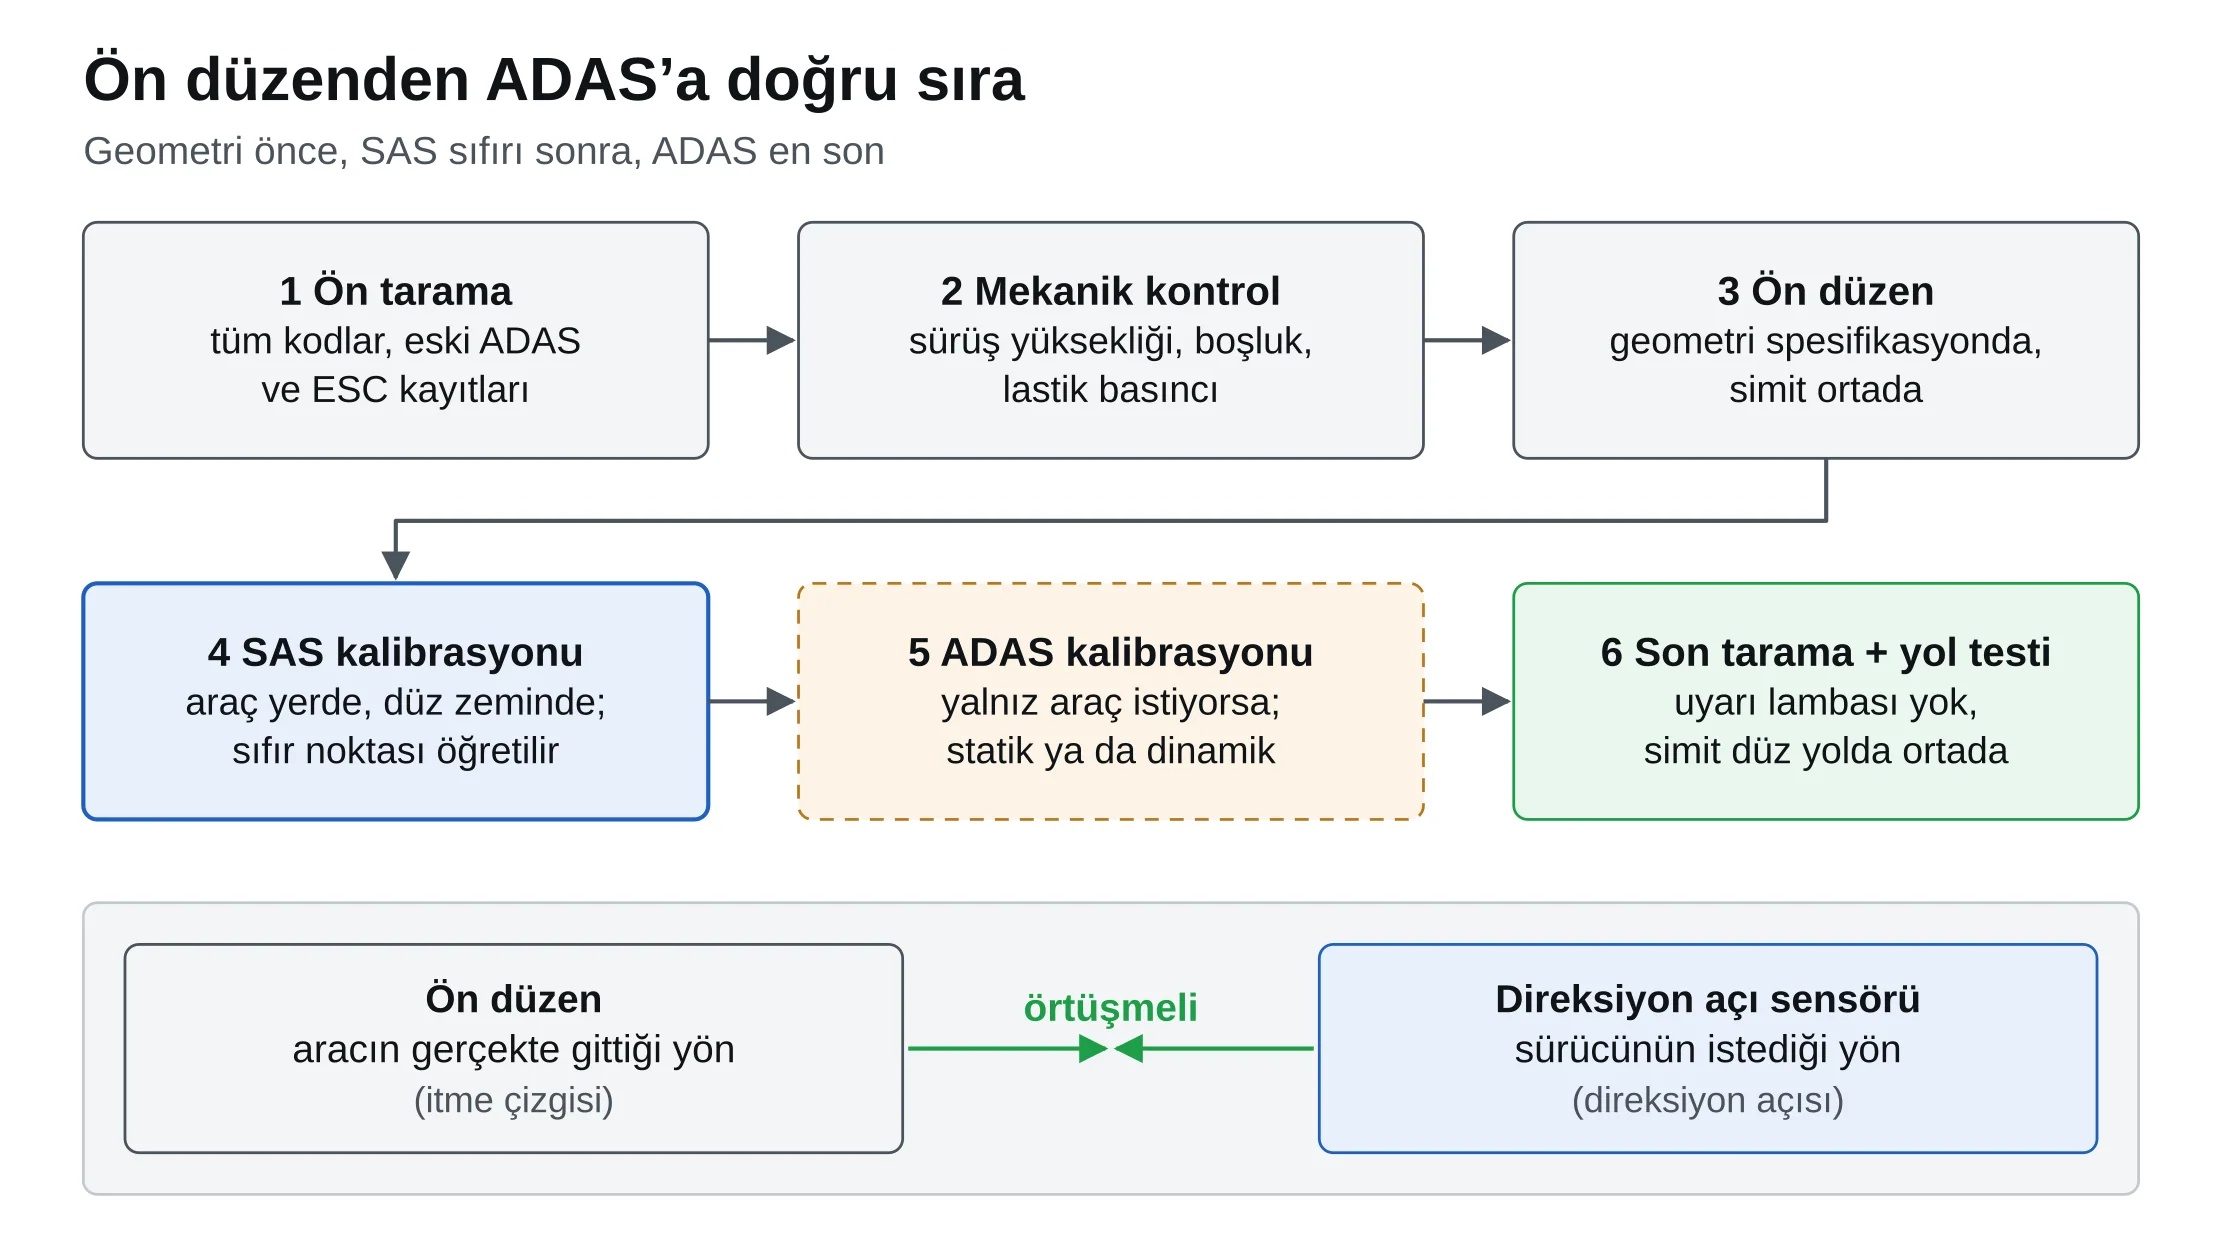 Ön düzenden ADAS’a doğru sıra
Geometri önce, SAS sıfırı sonra, ADAS en son
1 Ön tarama
tüm kodlar, eski ADAS
ve ESC kayıtları
2 Mekanik kontrol
sürüş yüksekliği, boşluk,
lastik basıncı
3 Ön düzen
geometri spesifikasyonda,
simit ortada
4 SAS kalibrasyonu
araç yerde, düz zeminde;
sıfır noktası öğretilir
5 ADAS kalibrasyonu
yalnız araç istiyorsa;
statik ya da dinamik
6 Son tarama + yol testi
uyarı lambası yok,
simit düz yolda ortada
Ön düzen
aracın gerçekte gittiği yön
(itme çizgisi)
örtüşmeli
Direksiyon açı sensörü
sürücünün istediği yön
(direksiyon açısı)